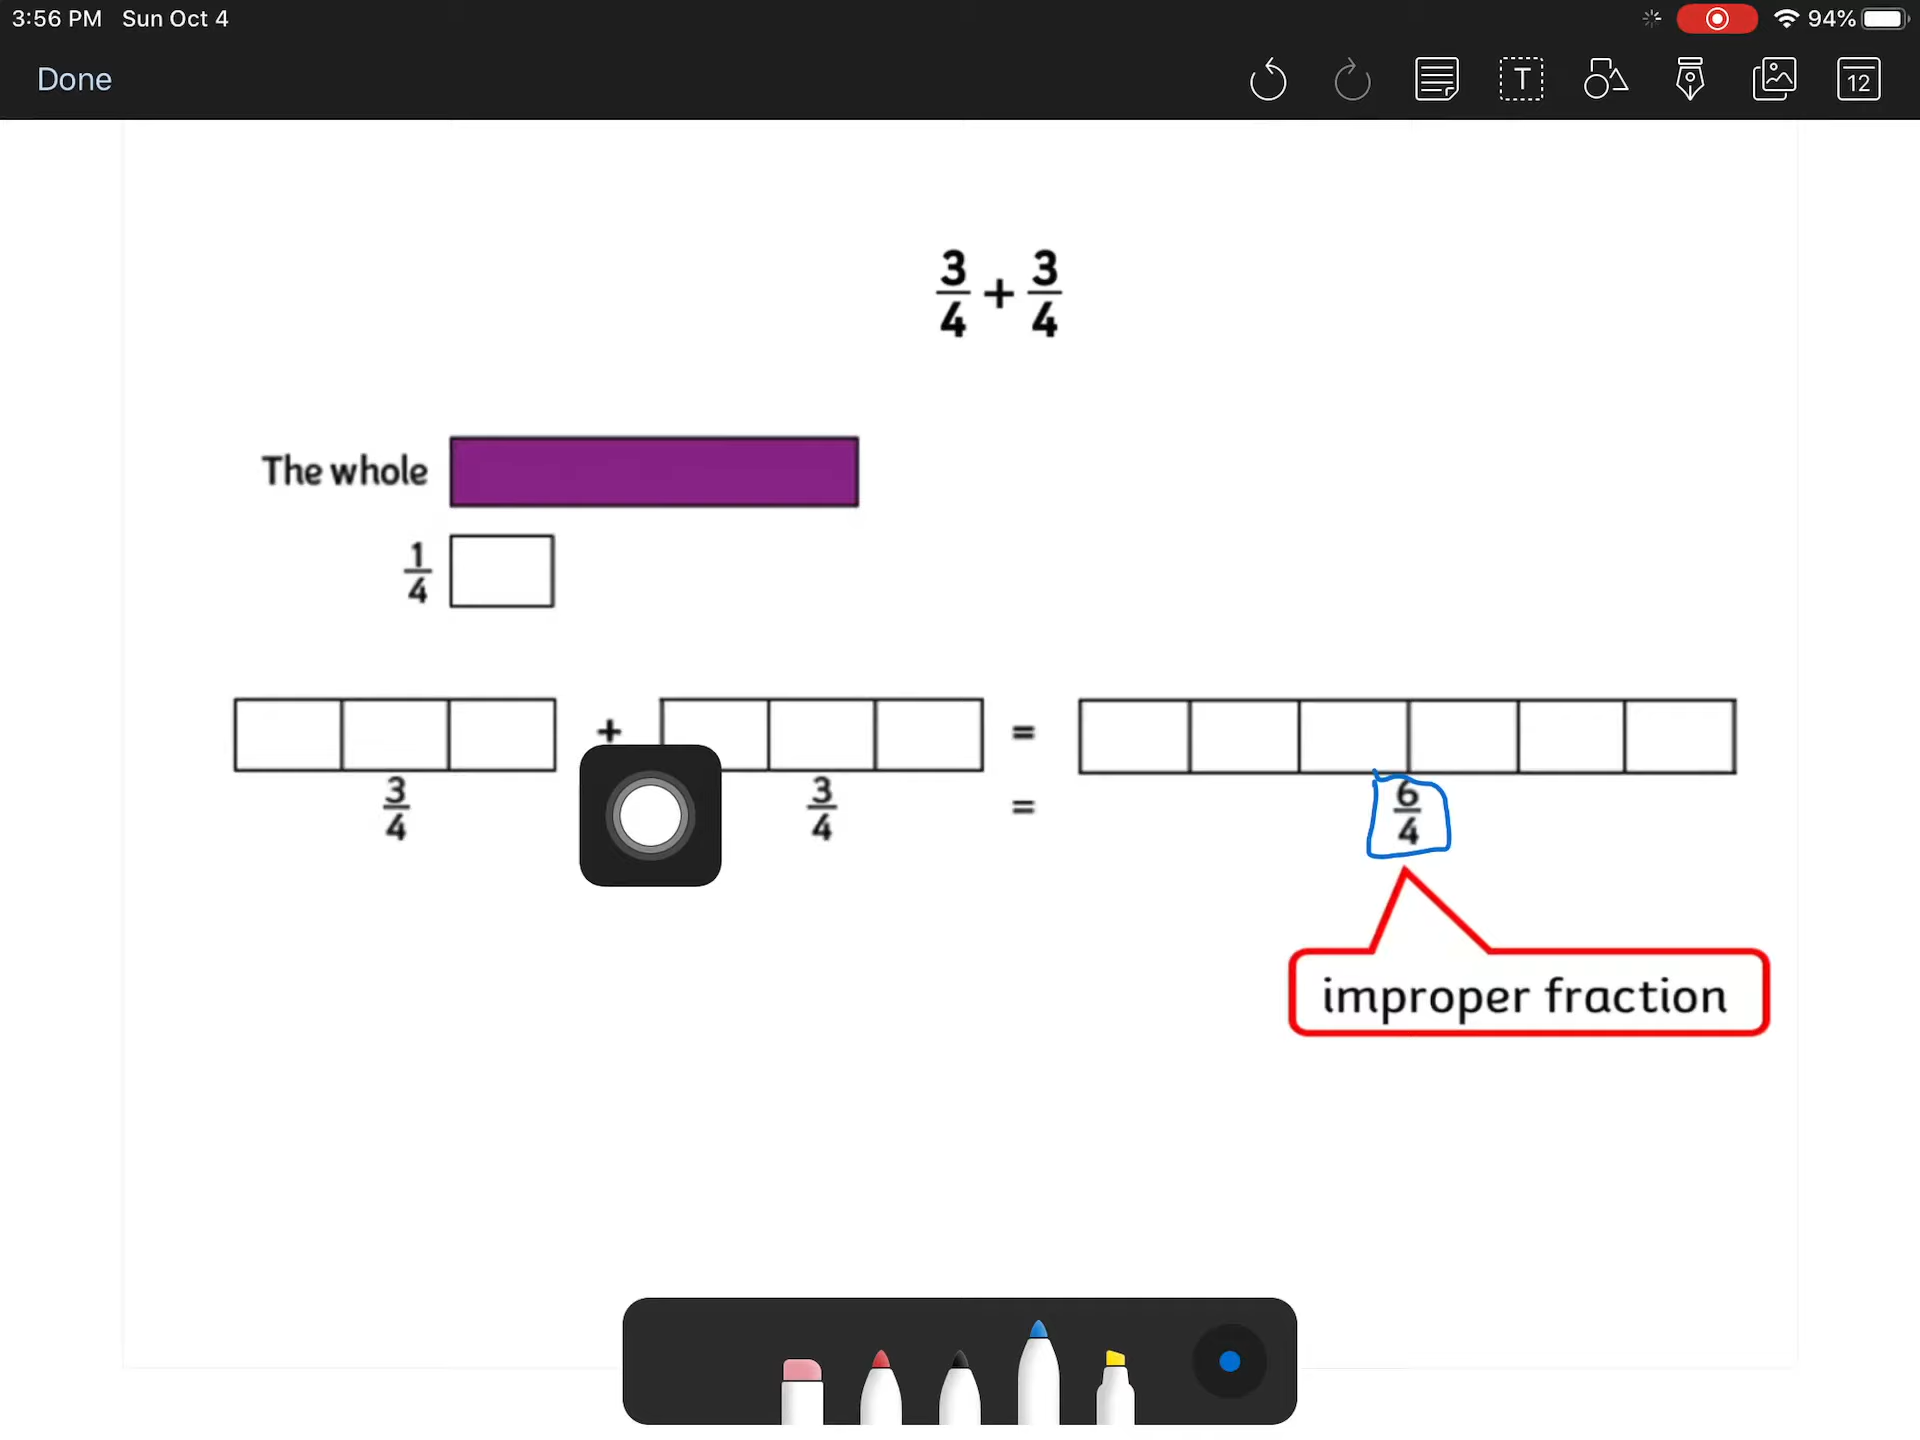 3:56 PM Sun Oct 4 94%
Done T 12
3/4 + 3/4
The whole
1/4
+ =
3/4 3/4 = 6/4
improper fraction